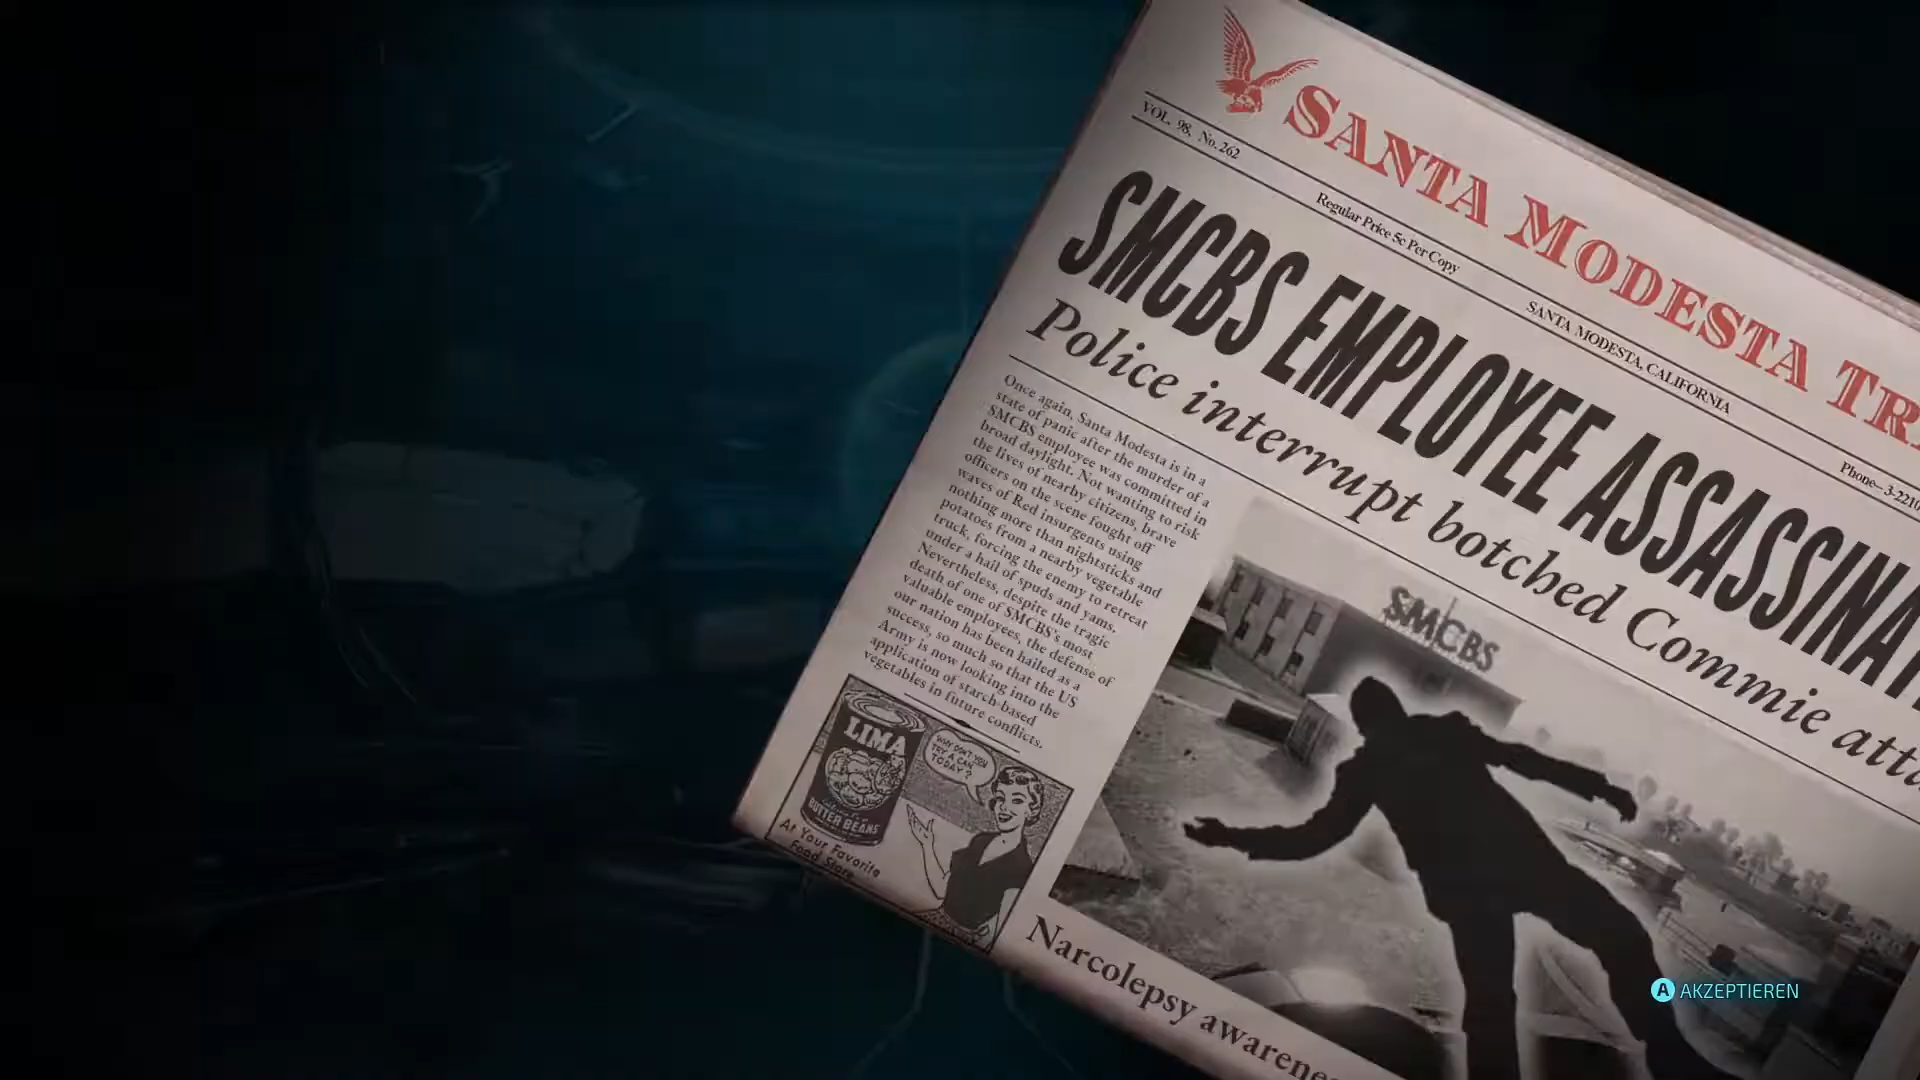 SANTA MODESTA
VOL. 98, No. 262
Regular Price 5c Per Copy
SANTA MODESTA, CALIFORNIA
SMCBS EMPLOYEE
Police interrupt botched Commie
Once again, Santa Modesta is in a
state of panic after the murder of a
SMCBS employee was committed in
broad daylight. Not wanting to risk
the lives of nearby citizens, brave
officers on the scene fought off
waves of Red insurgents using
nothing more than nightsticks and
potatoes from a nearby vegetable
truck, forcing the enemy to retreat
under a hail of spuds and yams.
Nevertheless, despite the tragic
death of one of SMCBS's most
valuable employees, the defense of
our nation has been hailed as a
success, so much so that the US
Army is now looking into the
application of starch-based
vegetables in future conflicts.
SMCBS
LIMA
BUTTER BEANS
WHY DON'T YOU
TRY A CAN
TODAY?
At Your Favorite
Food Store
Narcolepsy
A AKZEPTIEREN